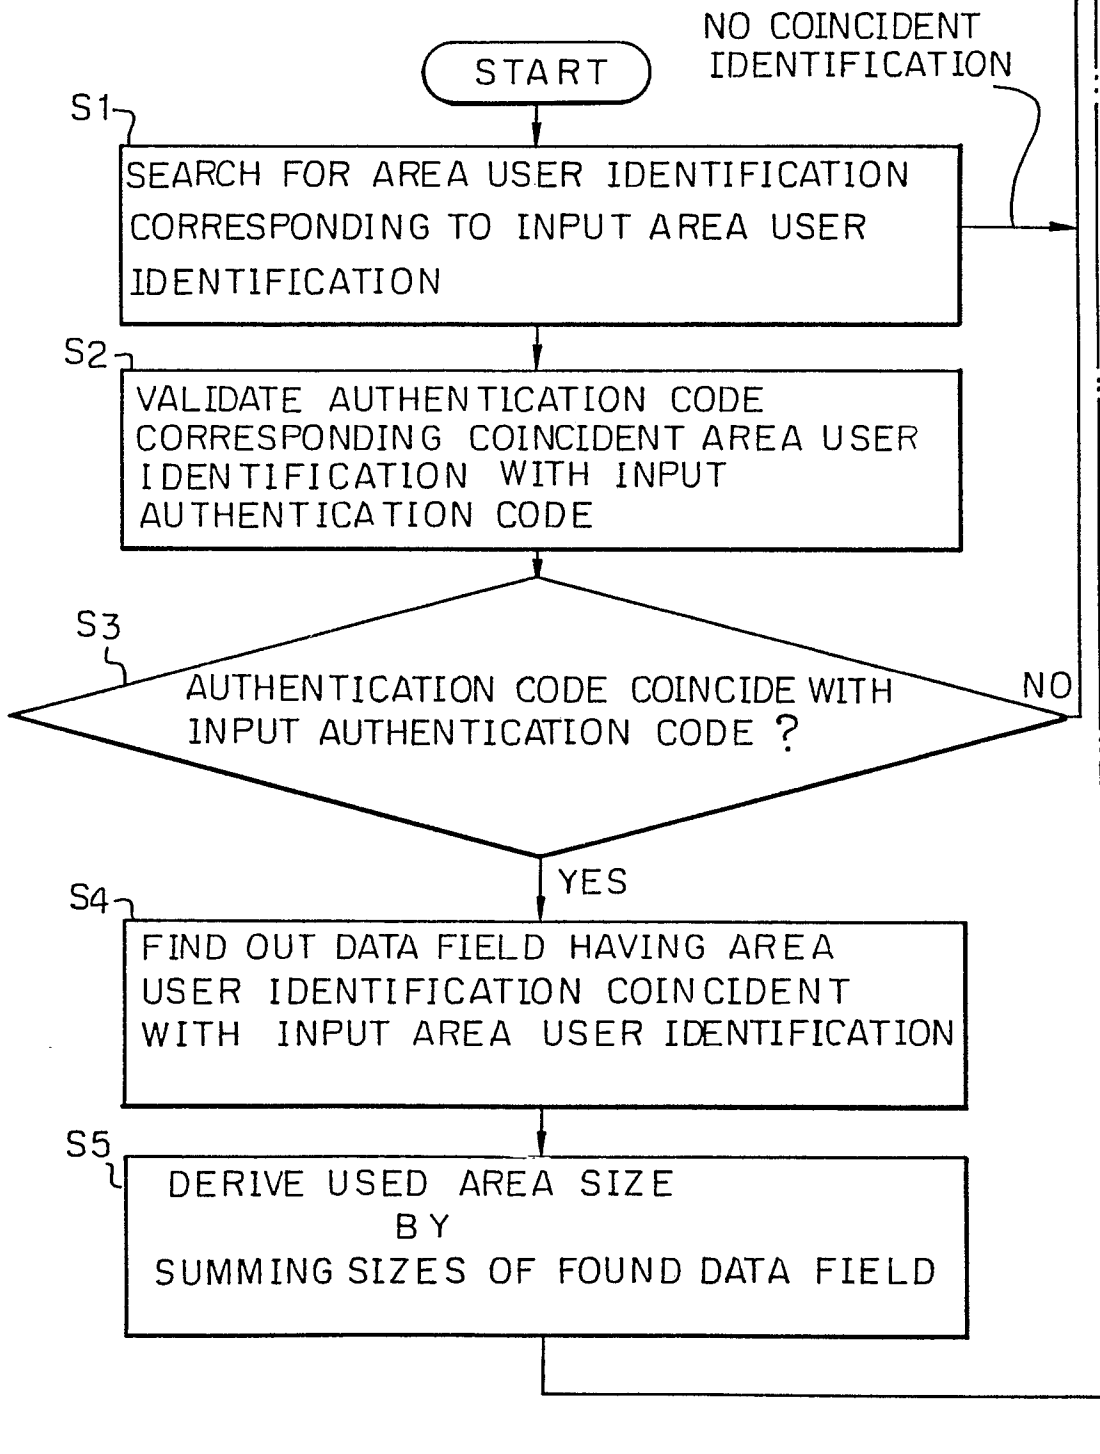 NO COINCIDENT
IDENTIFICATION
START
S1
SEARCH FOR AREA USER IDENTIFICATION
CORRESPONDING TO INPUT AREA USER
IDENTIFICATION
S2
VALIDATE AUTHENTICATION CODE
CORRESPONDING COINCIDENT AREA USER
IDENTIFICATION WITH INPUT
AUTHENTICATION CODE
S3
AUTHENTICATION CODE COINCIDE WITH
INPUT AUTHENTICATION CODE ?
NO
YES
S4
FIND OUT DATA FIELD HAVING AREA
USER IDENTIFICATION COINCIDENT
WITH INPUT AREA USER IDENTIFICATION
S5
DERIVE USED AREA SIZE
BY
SUMMING SIZES OF FOUND DATA FIELD